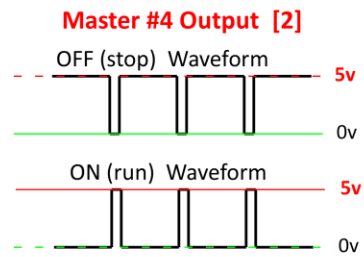 Master #4 Output [2]
OFF (stop) Waveform
5v
0v
ON (run) Waveform
5v
0v